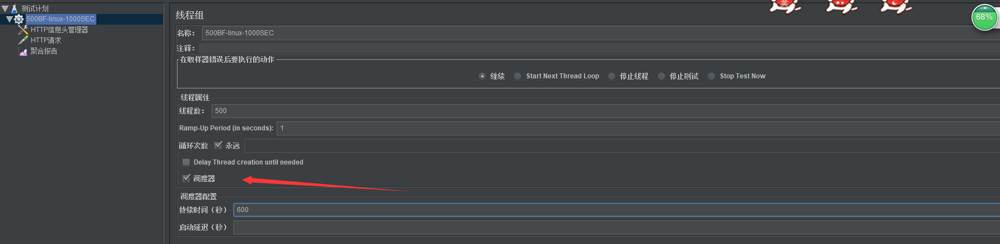 测试计划
500BF-linux-1000SEC
HTTP信息头管理器
HTTP请求
聚合报告
线程组
名称： 500BF-linux-1000SEC
注释：
在取样器错误后要执行的动作
继续 Start Next Thread Loop 停止线程 停止测试 Stop Test Now
线程属性
线程数： 500
Ramp-Up Period (in seconds): 1
循环次数 永远
Delay Thread creation until needed
调度器
调度器配置
持续时间（秒） 600
启动延迟（秒）
英
68%